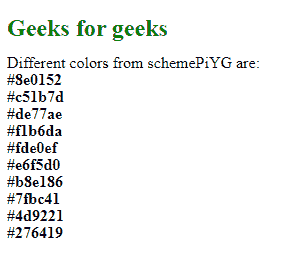 Geeks for geeks
Different colors from schemePiYG are:
#8e0152
#c51b7d
#de77ae
#f1b6da
#fde0ef
#e6f5d0
#b8e186
#7fbc41
#4d9221
#276419